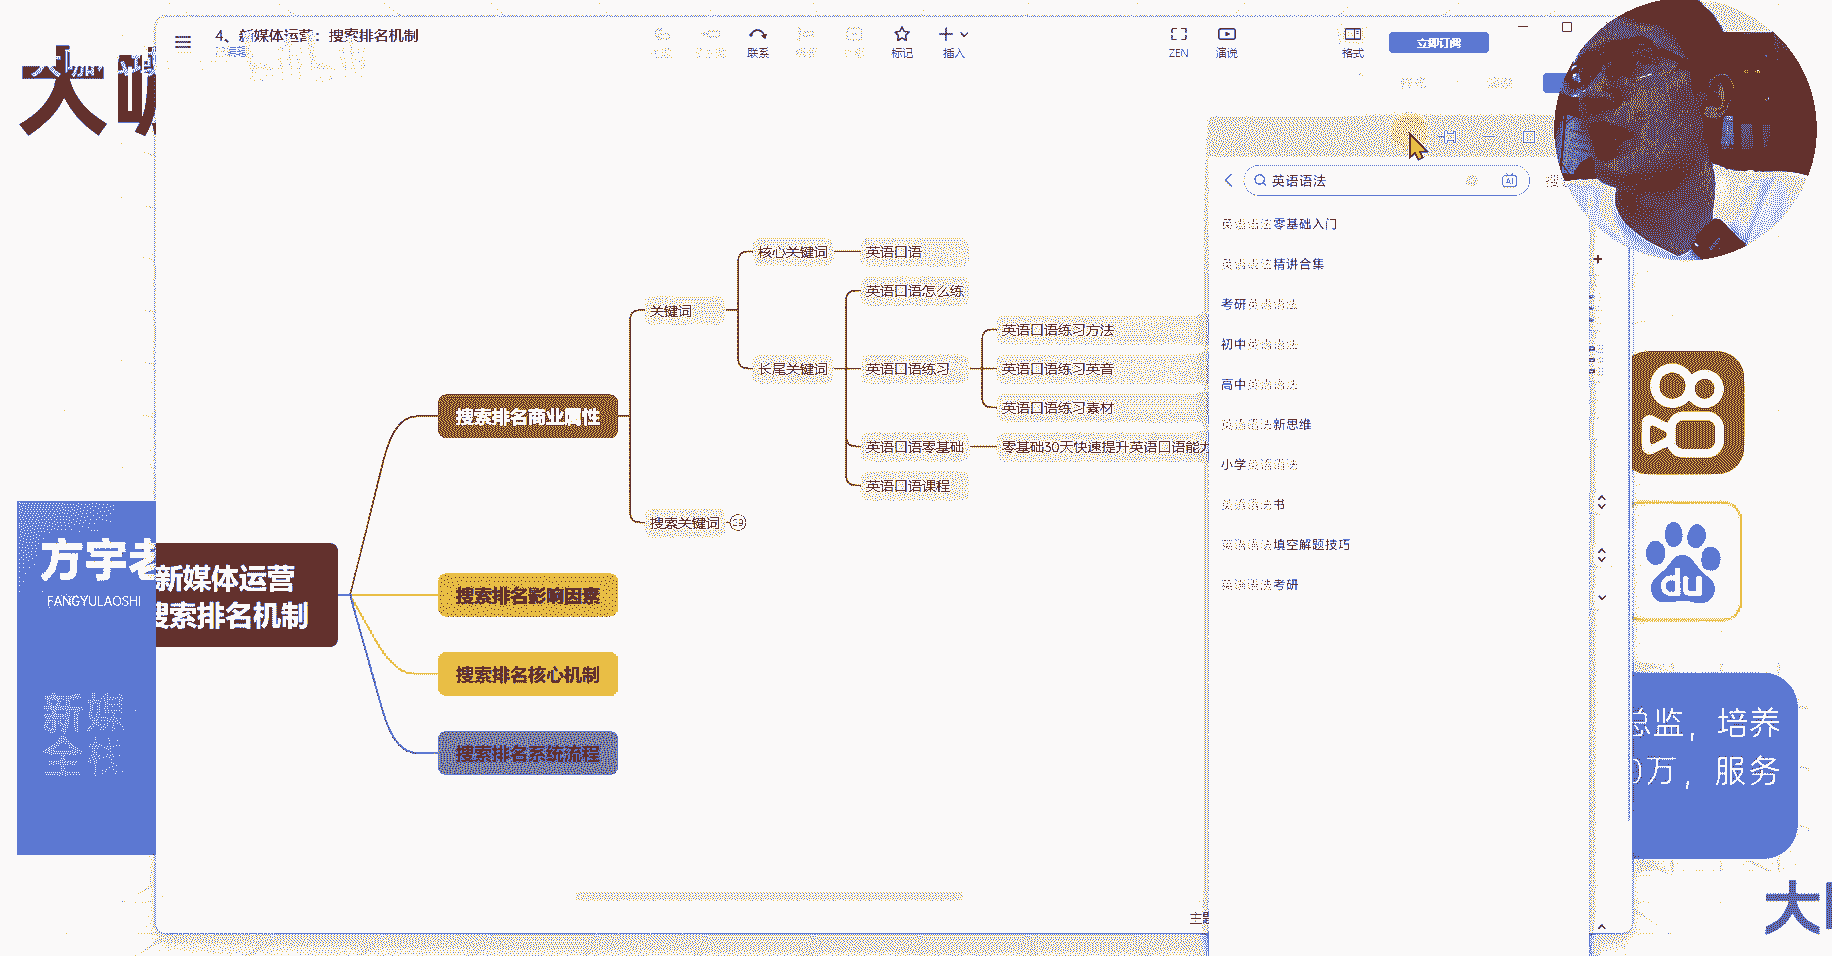 4、新媒体运营：搜索排名机制
已编辑
联系
标记
插入
ZEN
演说
格式
立即订阅
大
英语语法
AI
搜
英语语法零基础入门
英语语法精讲合集
考研英语语法
初中英语语法
高中英语语法
英语语法新思维
小学英语语法
英语语法书
英语语法填空解题技巧
英语语法考研
核心关键词
英语口语
英语口语怎么练
关键词
英语口语练习方法
长尾关键词
英语口语练习
英语口语练习英音
英语口语练习素材
搜索排名商业属性
英语口语零基础
零基础30天快速提升英语口语能力
英语口语课程
搜索关键词
方宇老
FANGYULAOSHI
新媒体运营
搜索排名机制
搜索排名影响因素
搜索排名核心机制
搜索排名系统流程
新媒
全栈
du
总监，培养
0万，服务
主题
大